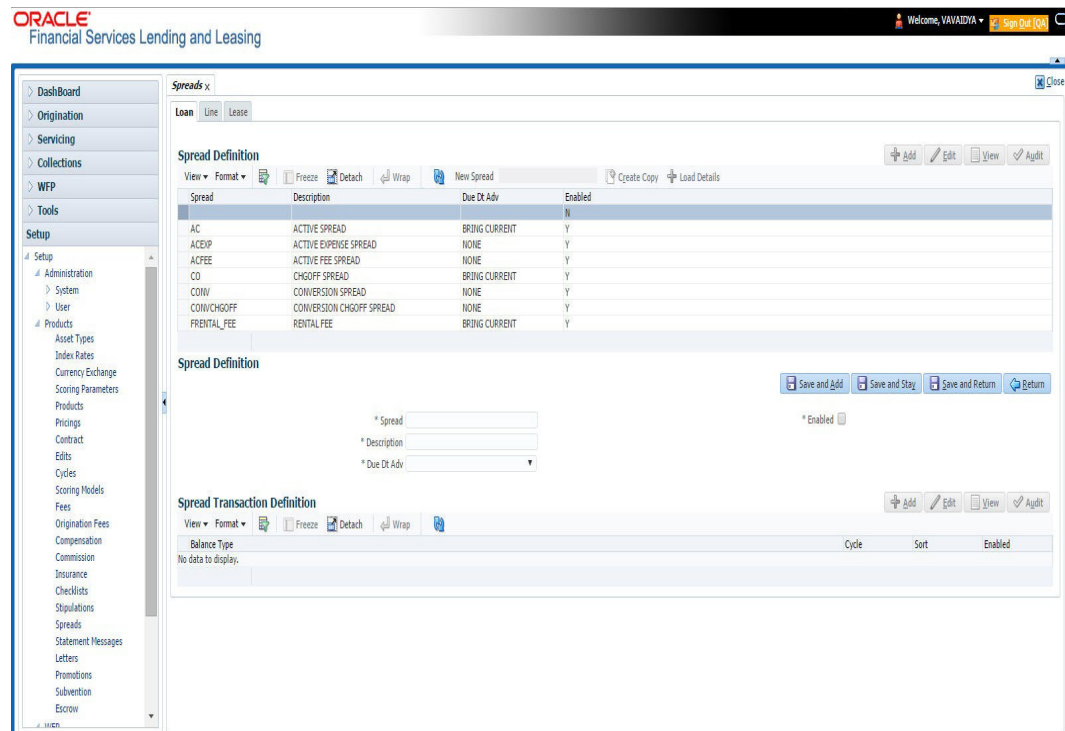 ORACLE
Financial Services Lending and Leasing
Welcome, VAVAIDYA
Sign Out [QA]
DashBoard
Origination
Servicing
Collections
WFP
Tools
Setup
Setup
Administration
System
User
Products
Asset Types
Index Rates
Currency Exchange
Scoring Parameters
Products
Pricings
Contract
Edits
Cycles
Scoring Models
Fees
Origination Fees
Compensation
Commission
Insurance
Checklists
Stipulations
Spreads
Statement Messages
Letters
Promotions
Subvention
Escrow
WFP
Spreads x
Close
Loan Line Lease
Spread Definition
Add Edit View Audit
View Format Freeze Detach Wrap New Spread Create Copy Load Details
Spread Description Due Dt Adv Enabled
N
AC ACTIVE SPREAD BRING CURRENT Y
ACEXP ACTIVE EXPENSE SPREAD NONE Y
ACFEE ACTIVE FEE SPREAD NONE Y
CO CHGOFF SPREAD BRING CURRENT Y
CONV CONVERSION SPREAD NONE Y
CONVCHGOFF CONVERSION CHGOFF SPREAD NONE Y
FRENTAL_FEE RENTAL FEE BRING CURRENT Y
Spread Definition
Save and Add Save and Stay Save and Return Return
* Spread
* Enabled
* Description
* Due Dt Adv
Spread Transaction Definition
Add Edit View Audit
View Format Freeze Detach Wrap
Balance Type Cycle Sort Enabled
No data to display.